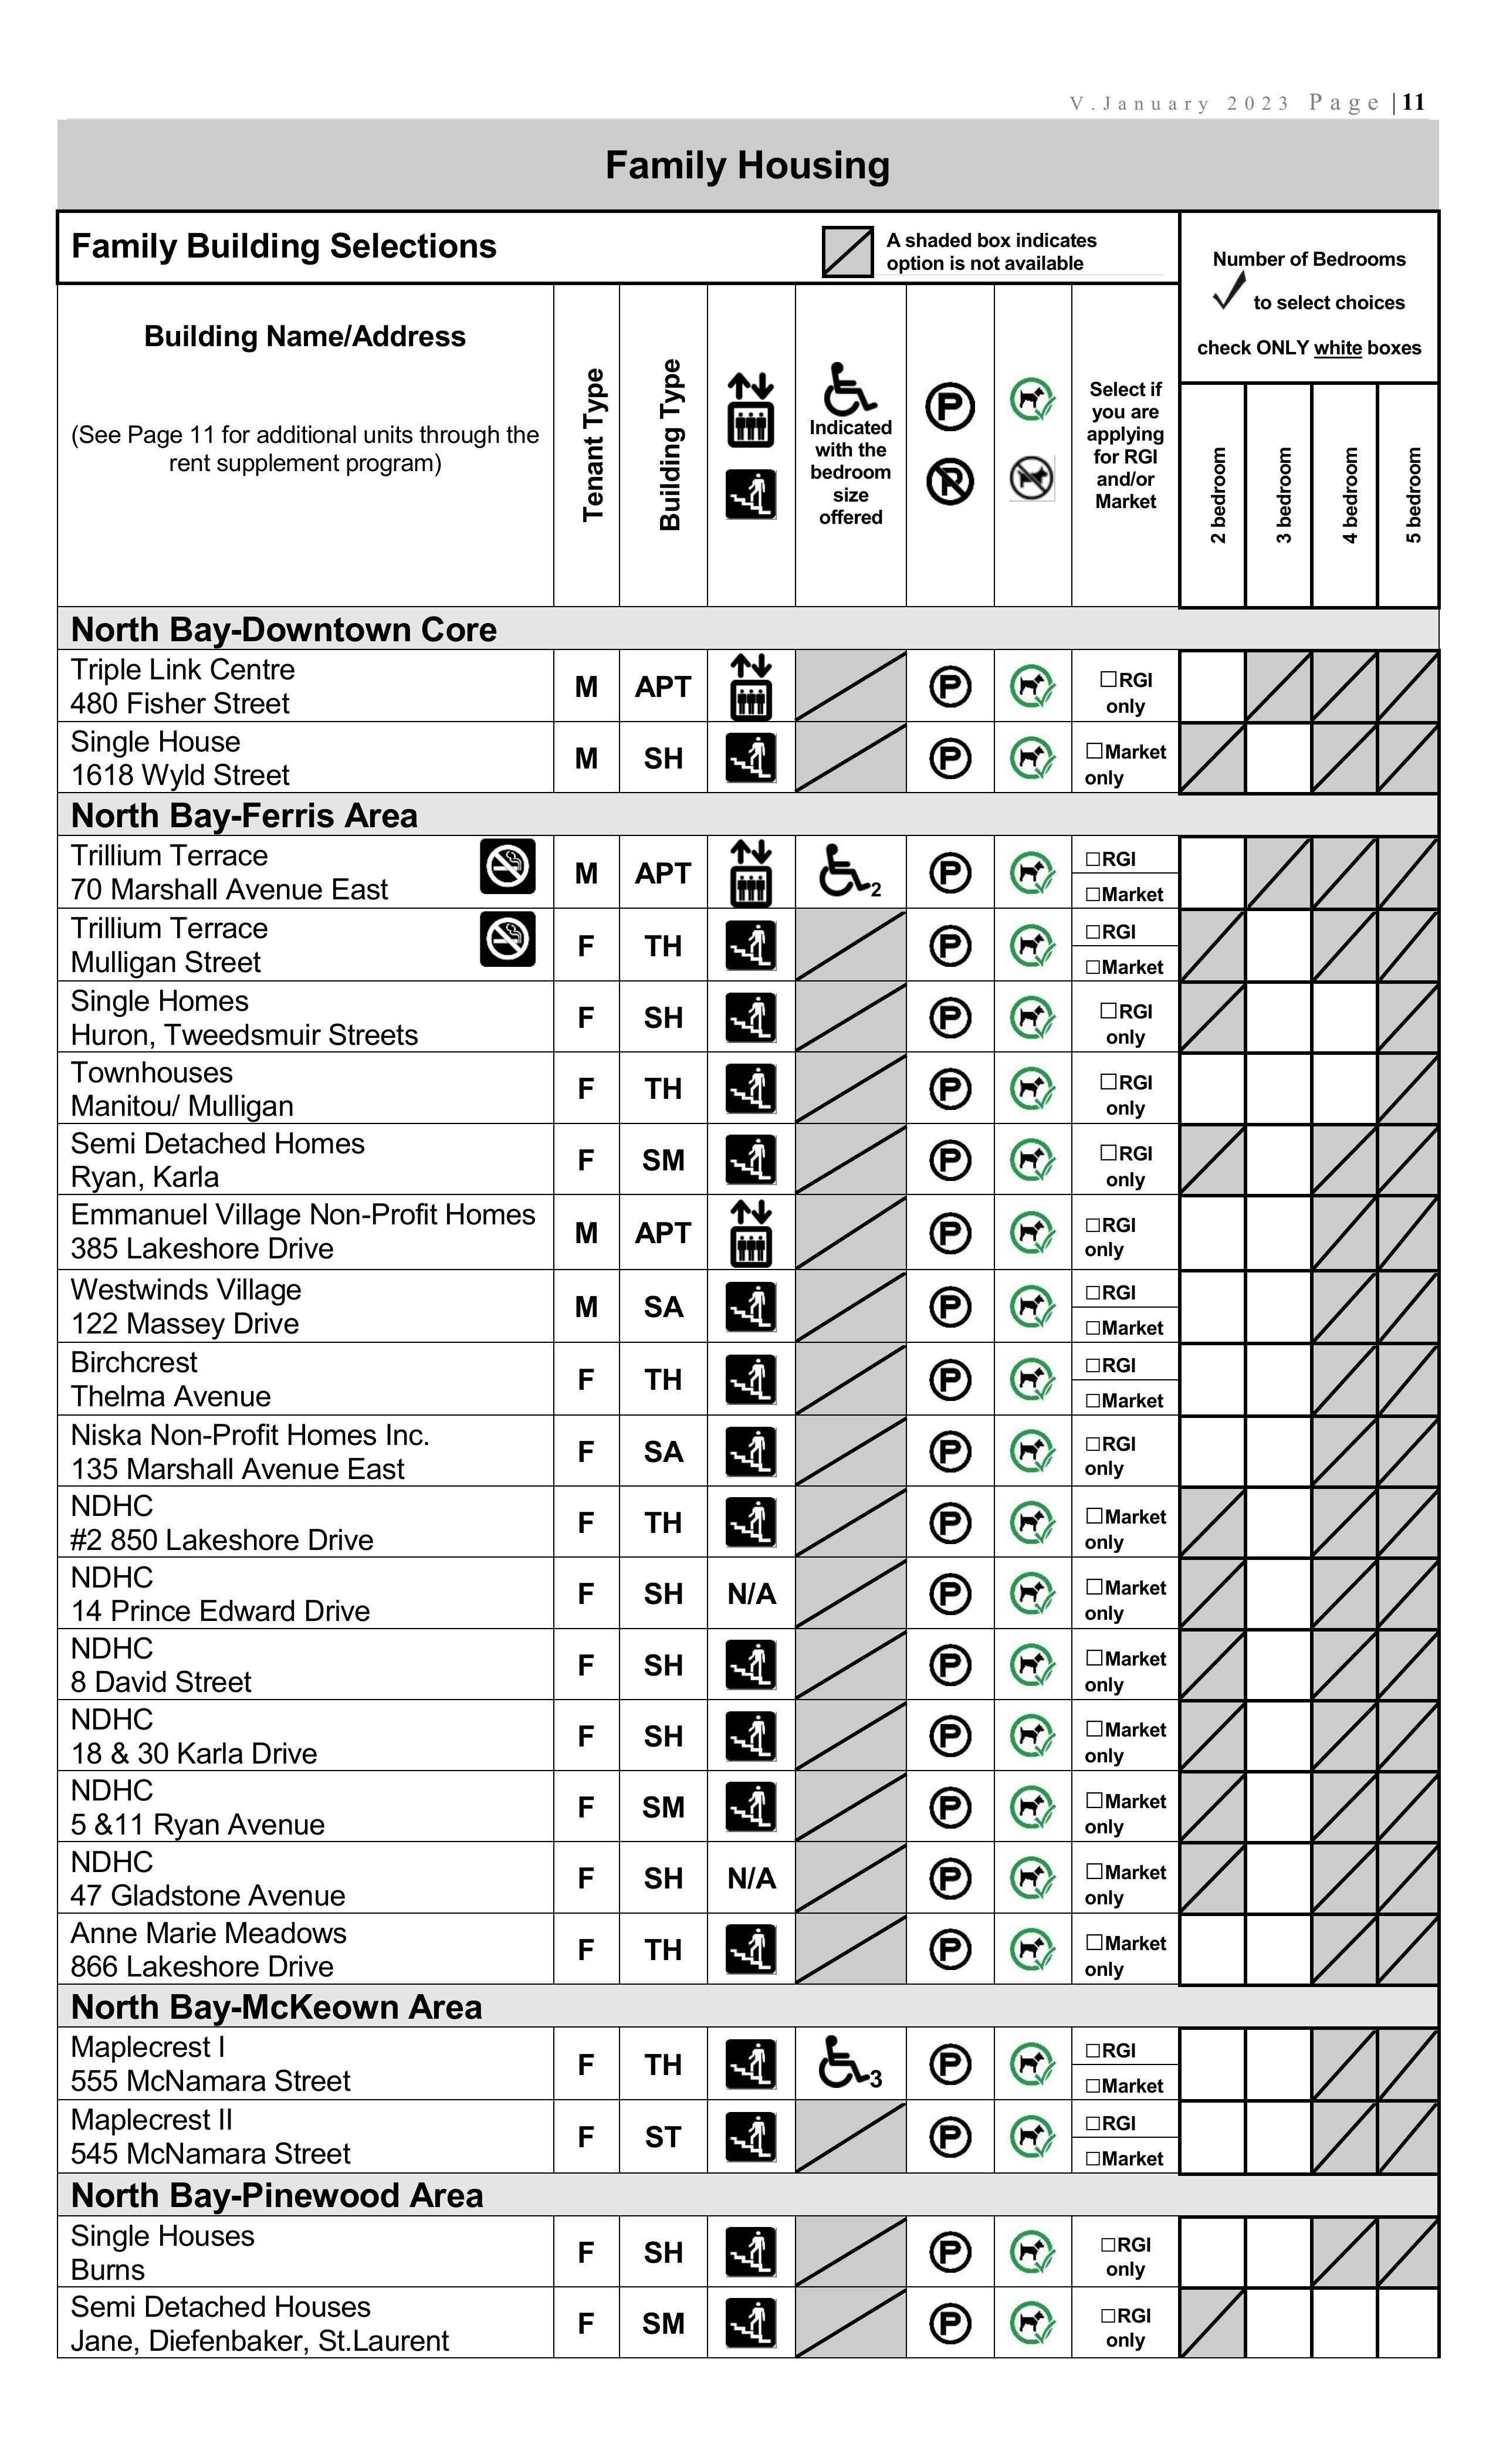 V.January 2023 Page |11
Family Housing
Family Building Selections
A shaded box indicates
option is not available
Number of Bedrooms
to select choices
check ONLY white boxes
Building Name/Address
(See Page 11 for additional units through the
rent supplement program)
Tenant Type
Building Type
Indicated
with the
bedroom
size
offered
P
P
Select if
you are
applying
for RGI
and/or
Market
2 bedroom
3 bedroom
4 bedroom
5 bedroom
North Bay-Downtown Core
Triple Link Centre
480 Fisher Street
M APT P ☐RGI
only
Single House
1618 Wyld Street
M SH P ☐Market
only
North Bay-Ferris Area
Trillium Terrace
70 Marshall Avenue East
M APT 2 P ☐RGI
☐Market
Trillium Terrace
Mulligan Street
F TH P ☐RGI
☐Market
Single Homes
Huron, Tweedsmuir Streets
F SH P ☐RGI
only
Townhouses
Manitou/ Mulligan
F TH P ☐RGI
only
Semi Detached Homes
Ryan, Karla
F SM P ☐RGI
only
Emmanuel Village Non-Profit Homes
385 Lakeshore Drive
M APT P ☐RGI
only
Westwinds Village
122 Massey Drive
M SA P ☐RGI
☐Market
Birchcrest
Thelma Avenue
F TH P ☐RGI
☐Market
Niska Non-Profit Homes Inc.
135 Marshall Avenue East
F SA P ☐RGI
only
NDHC
#2 850 Lakeshore Drive
F TH P ☐Market
only
NDHC
14 Prince Edward Drive
F SH N/A P ☐Market
only
NDHC
8 David Street
F SH P ☐Market
only
NDHC
18 & 30 Karla Drive
F SH P ☐Market
only
NDHC
5 &11 Ryan Avenue
F SM P ☐Market
only
NDHC
47 Gladstone Avenue
F SH N/A P ☐Market
only
Anne Marie Meadows
866 Lakeshore Drive
F TH P ☐Market
only
North Bay-McKeown Area
Maplecrest I
555 McNamara Street
F TH 3 P ☐RGI
☐Market
Maplecrest II
545 McNamara Street
F ST P ☐RGI
☐Market
North Bay-Pinewood Area
Single Houses
Burns
F SH P ☐RGI
only
Semi Detached Houses
Jane, Diefenbaker, St.Laurent
F SM P ☐RGI
only